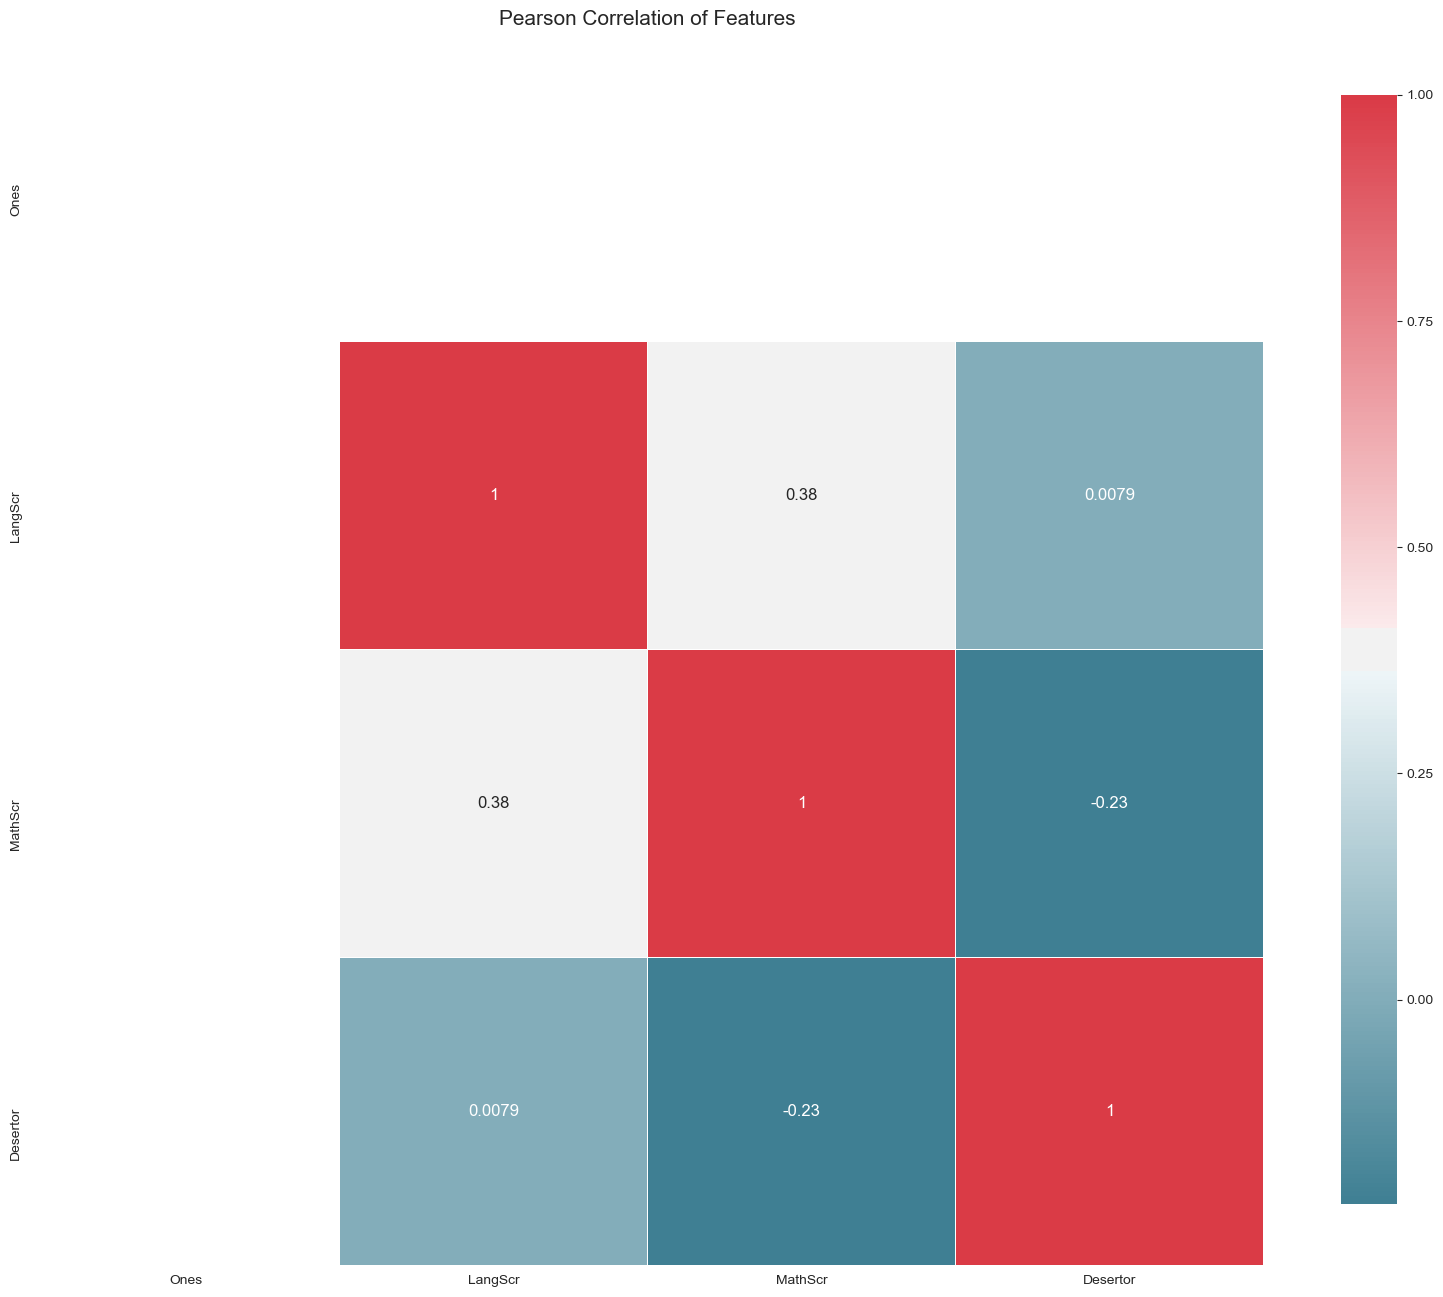 Pearson Correlation of Features
Ones
LangScr
MathScr
Desertor
1 0.38 0.0079
0.38 1 -0.23
0.0079 -0.23 1
Ones LangScr MathScr Desertor
1.00
0.75
0.50
0.25
0.00